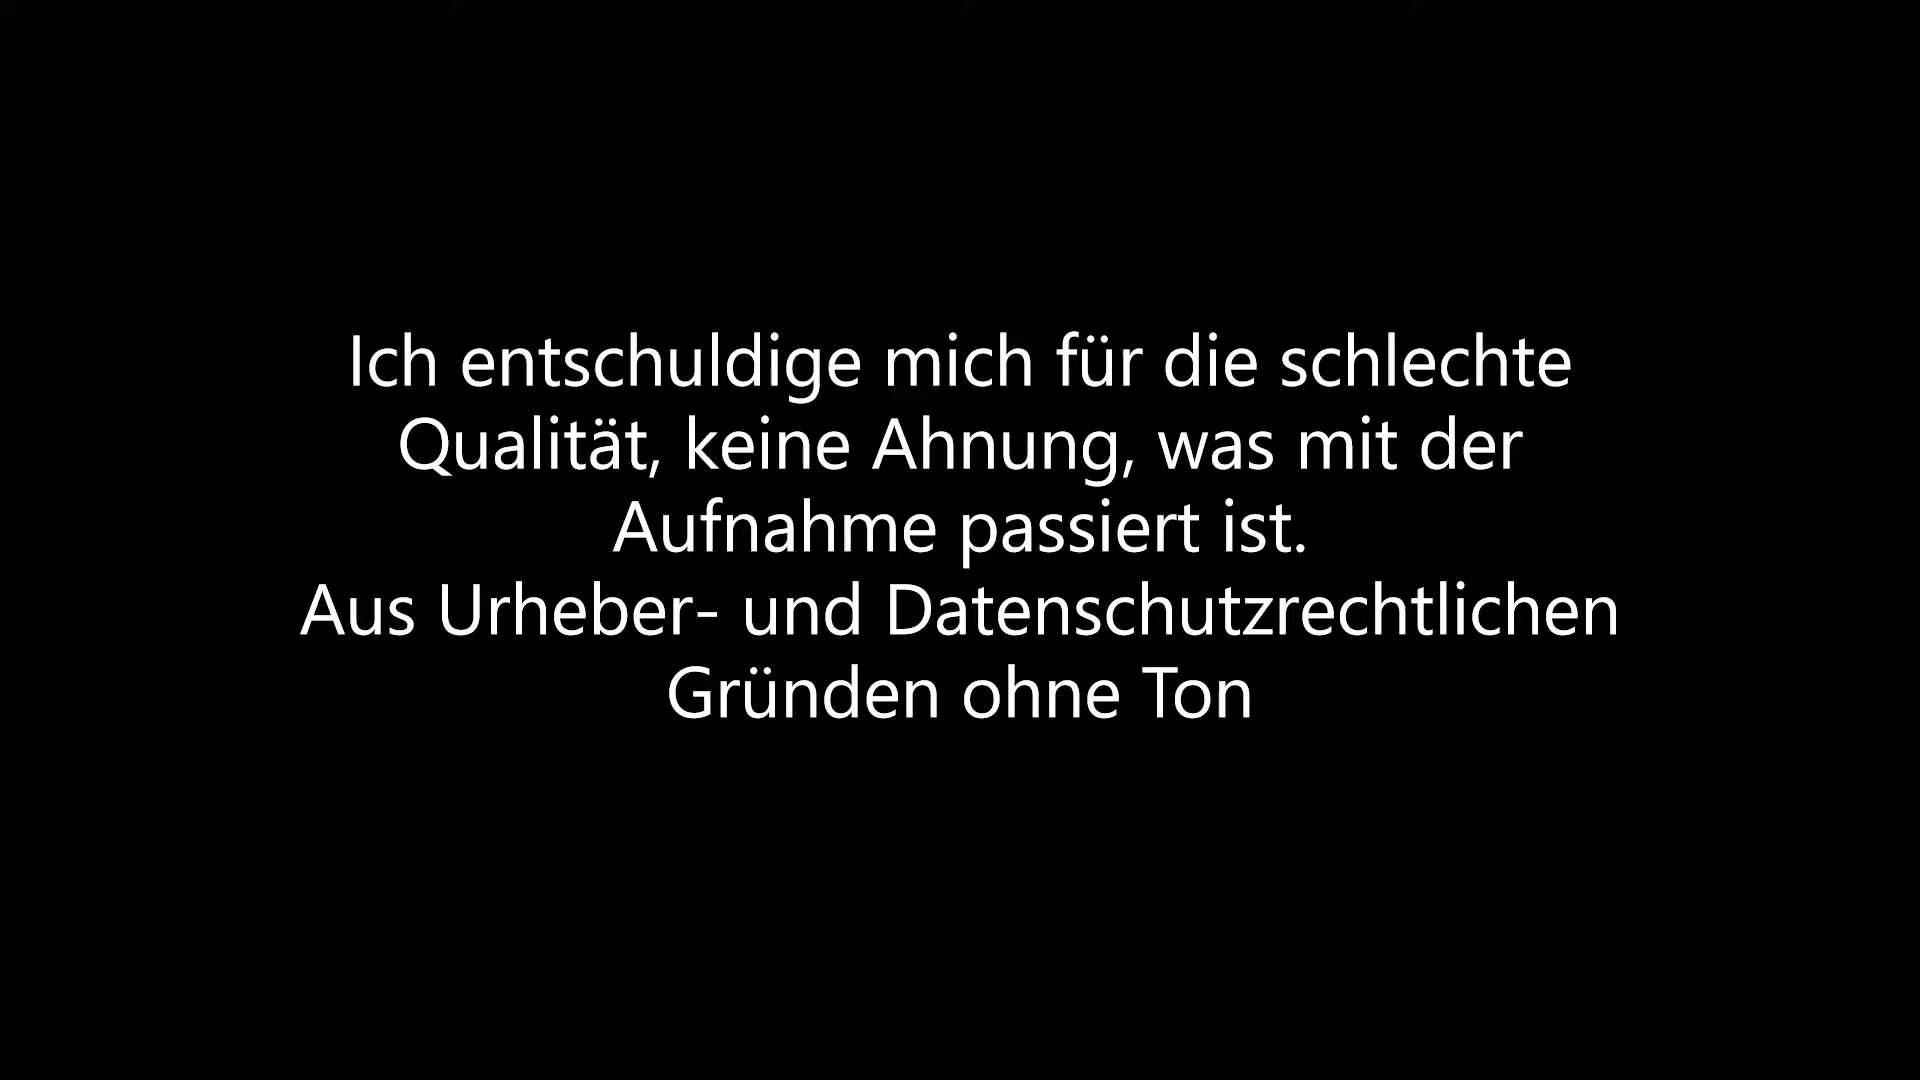 Ich entschuldige mich für die schlechte
Qualität, keine Ahnung, was mit der
Aufnahme passiert ist.
Aus Urheber- und Datenschutzrechtlichen
Gründen ohne Ton